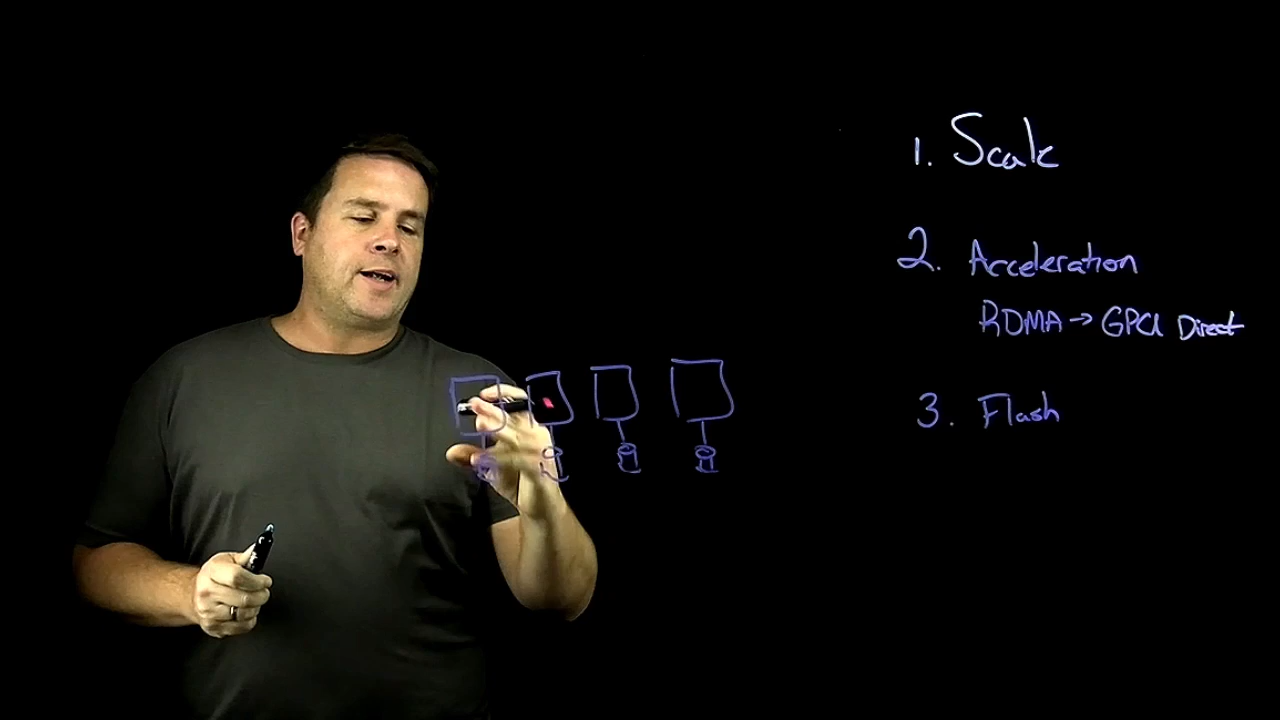 1. Scale
2. Acceleration
RDMA → GPU Direct
3. Flash